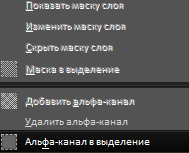 Показать маску слоя
Изменить маску слоя
Скрыть маску слоя
Маска в выделение
Добавить альфа-канал
Удалить альфа-канал
Альфа-канал в выделение